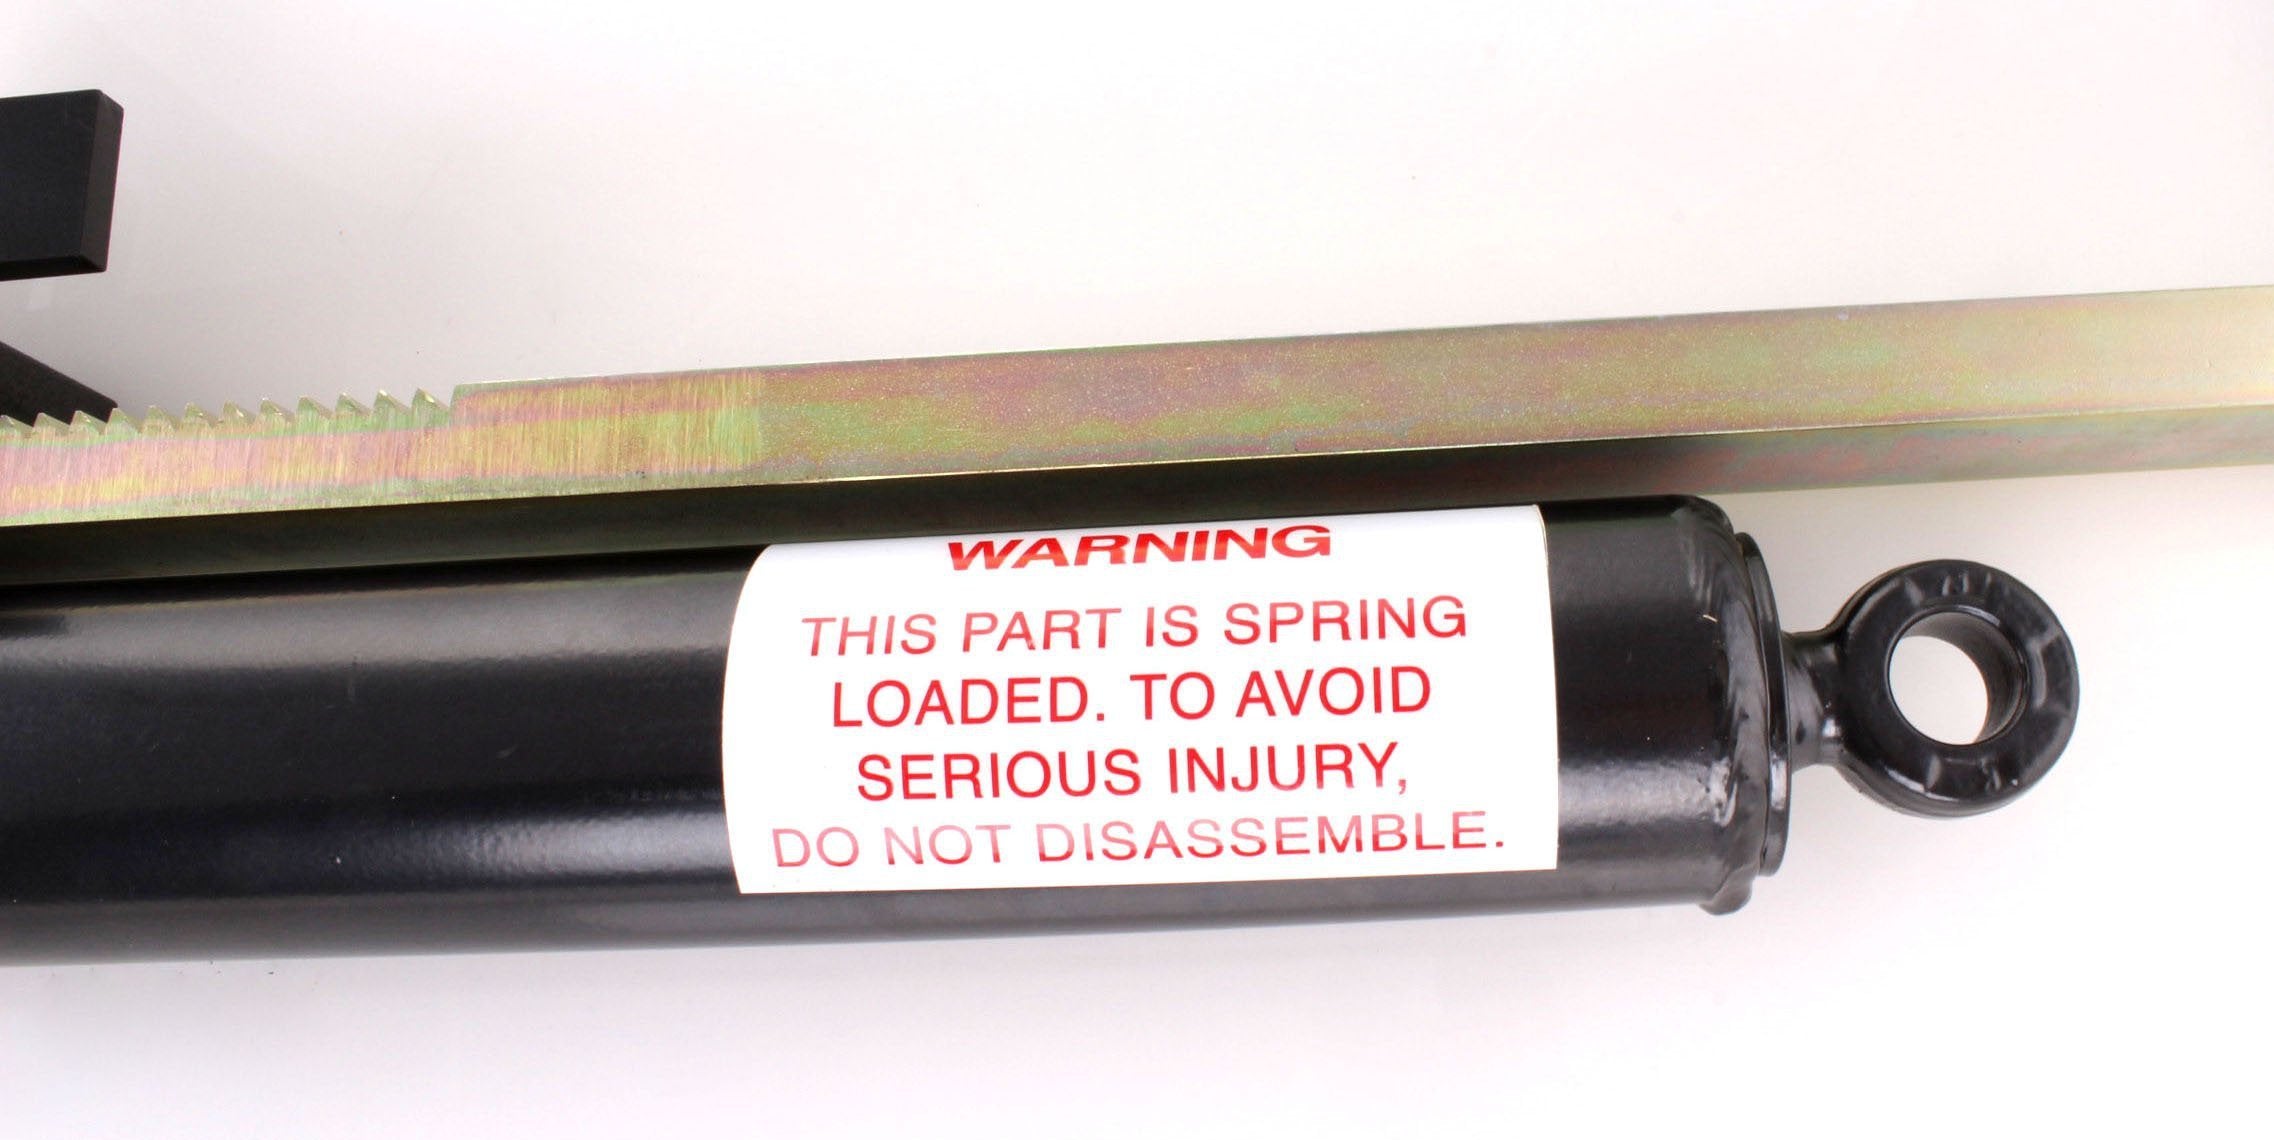 WARNING
THIS PART IS SPRING
LOADED. TO AVOID
SERIOUS INJURY,
DO NOT DISASSEMBLE.